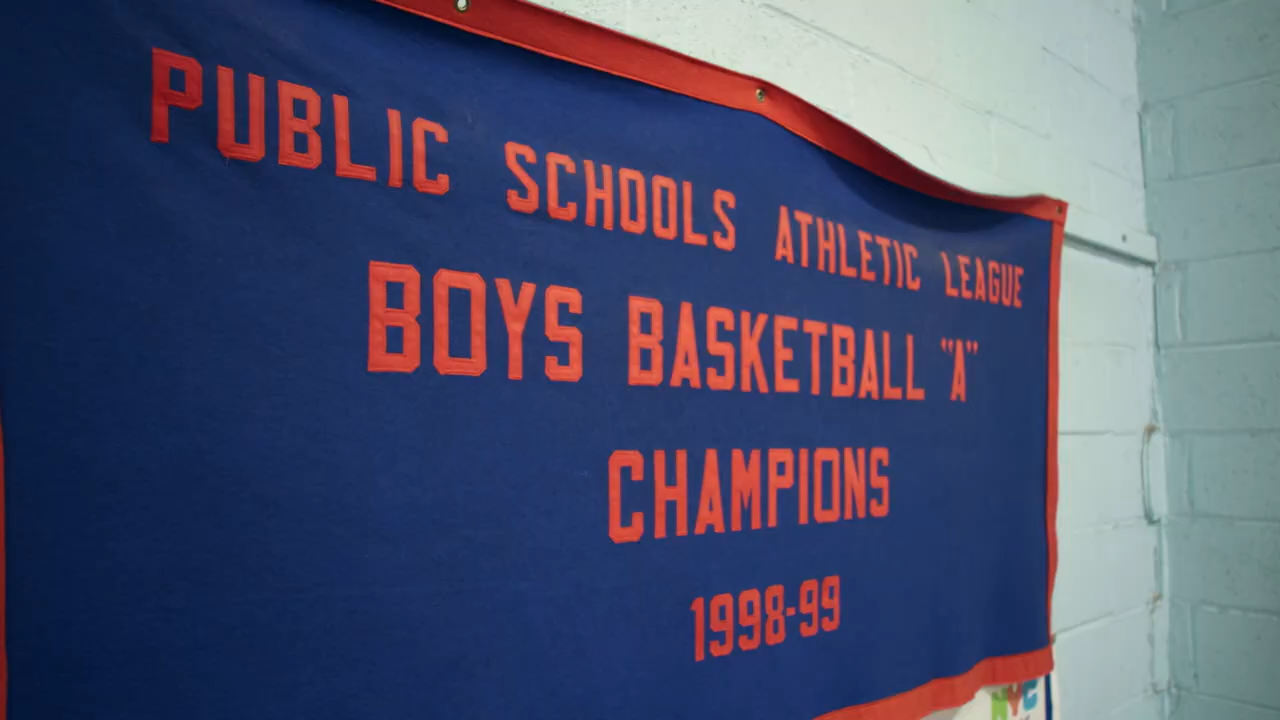 PUBLIC SCHOOLS ATHLETIC LEAGUE
BOYS BASKETBALL "A"
CHAMPIONS
1998-99